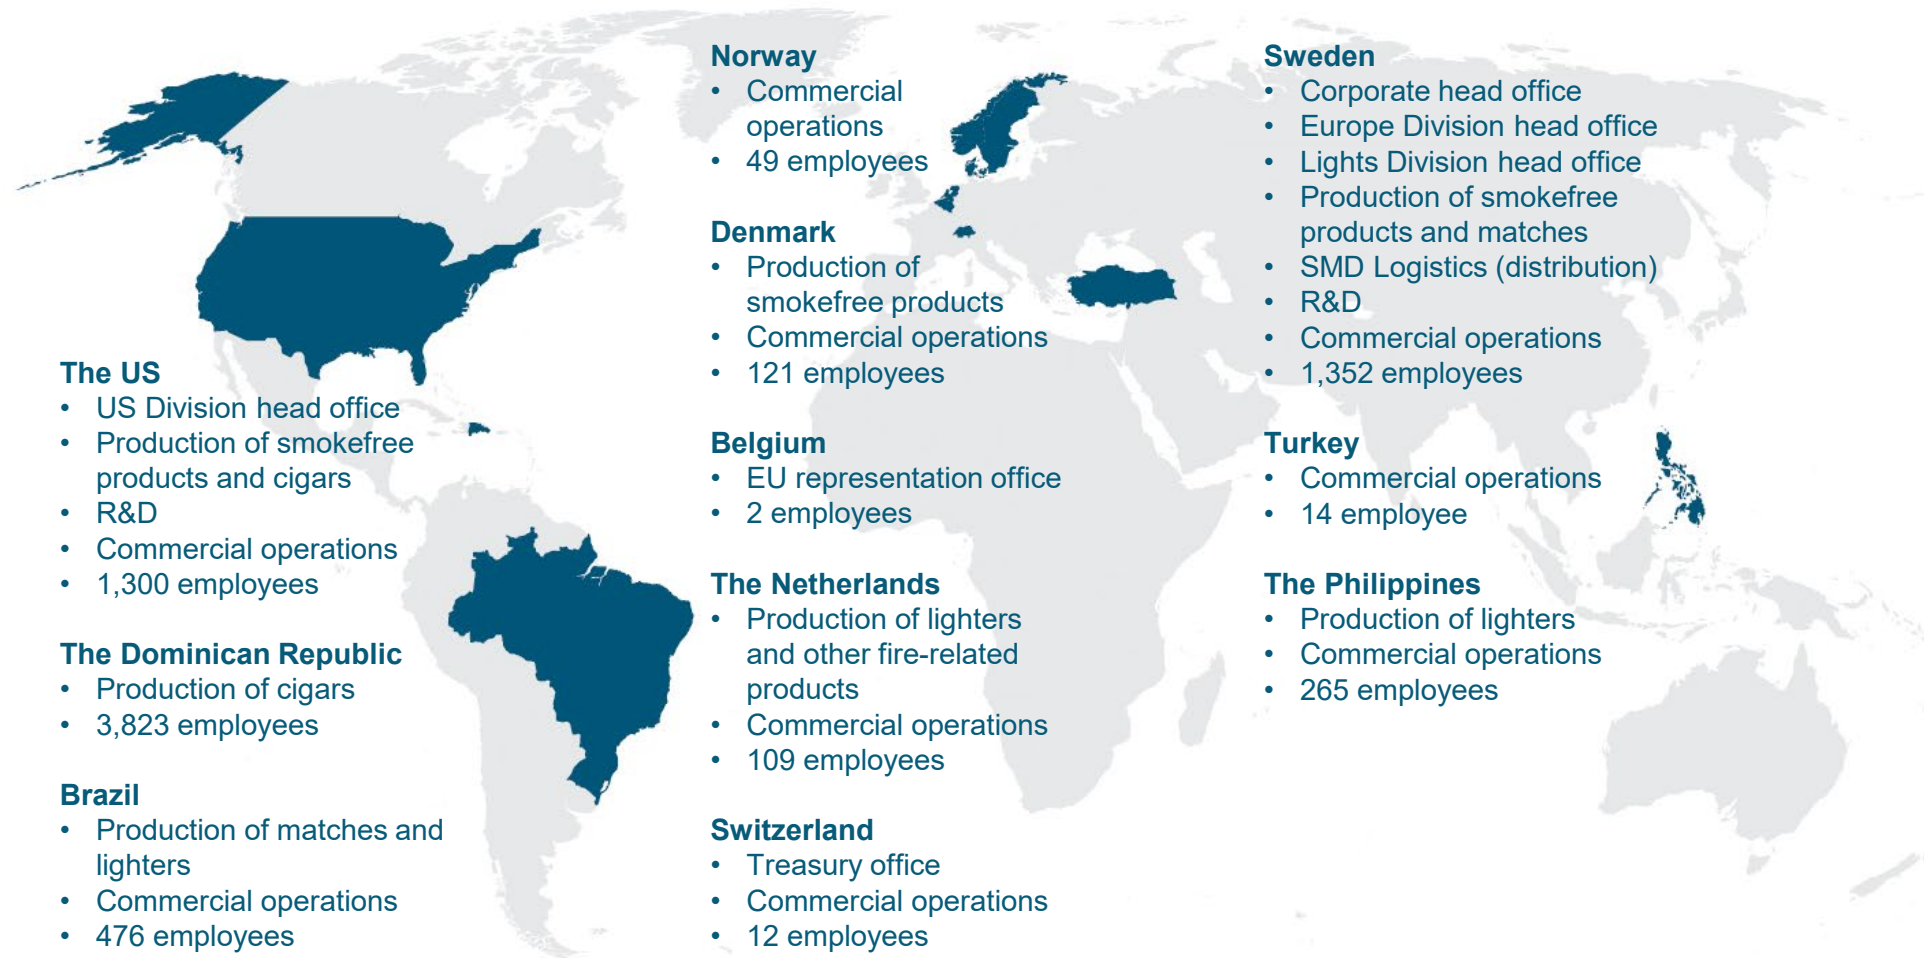 The US
• US Division head office
• Production of smokefree
products and cigars
• R&D
• Commercial operations
• 1,300 employees
The Dominican Republic
• Production of cigars
• 3,823 employees
Brazil
• Production of matches and
lighters
• Commercial operations
• 476 employees
Norway
• Commercial
operations
• 49 employees
Denmark
• Production of
smokefree products
• Commercial operations
• 121 employees
Belgium
• EU representation office
• 2 employees
The Netherlands
• Production of lighters
and other fire-related
products
• Commercial operations
• 109 employees
Switzerland
• Treasury office
• Commercial operations
• 12 employees
Sweden
• Corporate head office
• Europe Division head office
• Lights Division head office
• Production of smokefree
products and matches
• SMD Logistics (distribution)
• R&D
• Commercial operations
• 1,352 employees
Turkey
• Commercial operations
• 14 employee
The Philippines
• Production of lighters
• Commercial operations
• 265 employees